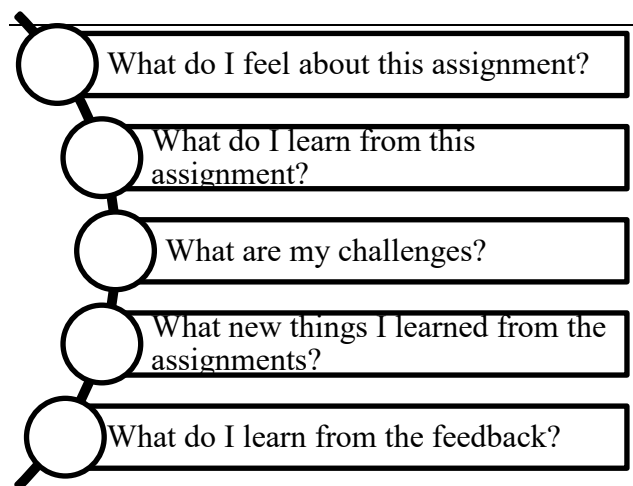 What do I feel about this assignment?
What do I learn from this
assignment?
What are my challenges?
What new things I learned from the
assignments?
What do I learn from the feedback?